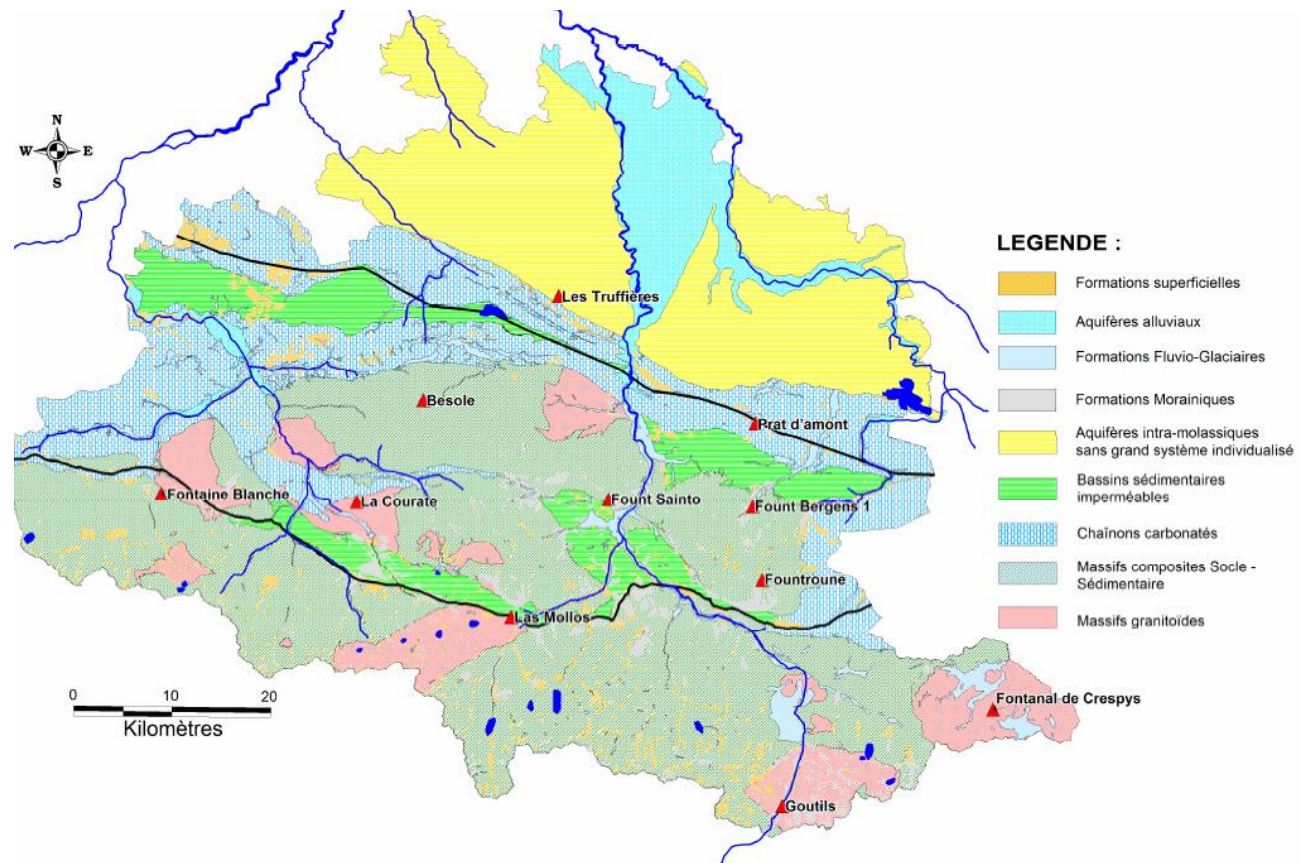 N
W
E
S
LEGENDE :
Formations superficielles
Aquifères alluviaux
Formations Fluvio-Glaciaires
Formations Morainiques
Aquifères intra-molassiques
sans grand système individualisé
Bassins sédimentaires
imperméables
Chaînons carbonatés
Massifs composites Socle -
Sédimentaire
Massifs granitoïdes
Les Truffières
Besole
Prat d'amont
Fontaine Blanche
La Courate
Fount Sainto
Fount Bergens 1
Fountroune
Las Mollos
Fontanal de Crespys
Goutils
0 10 20
Kilomètres